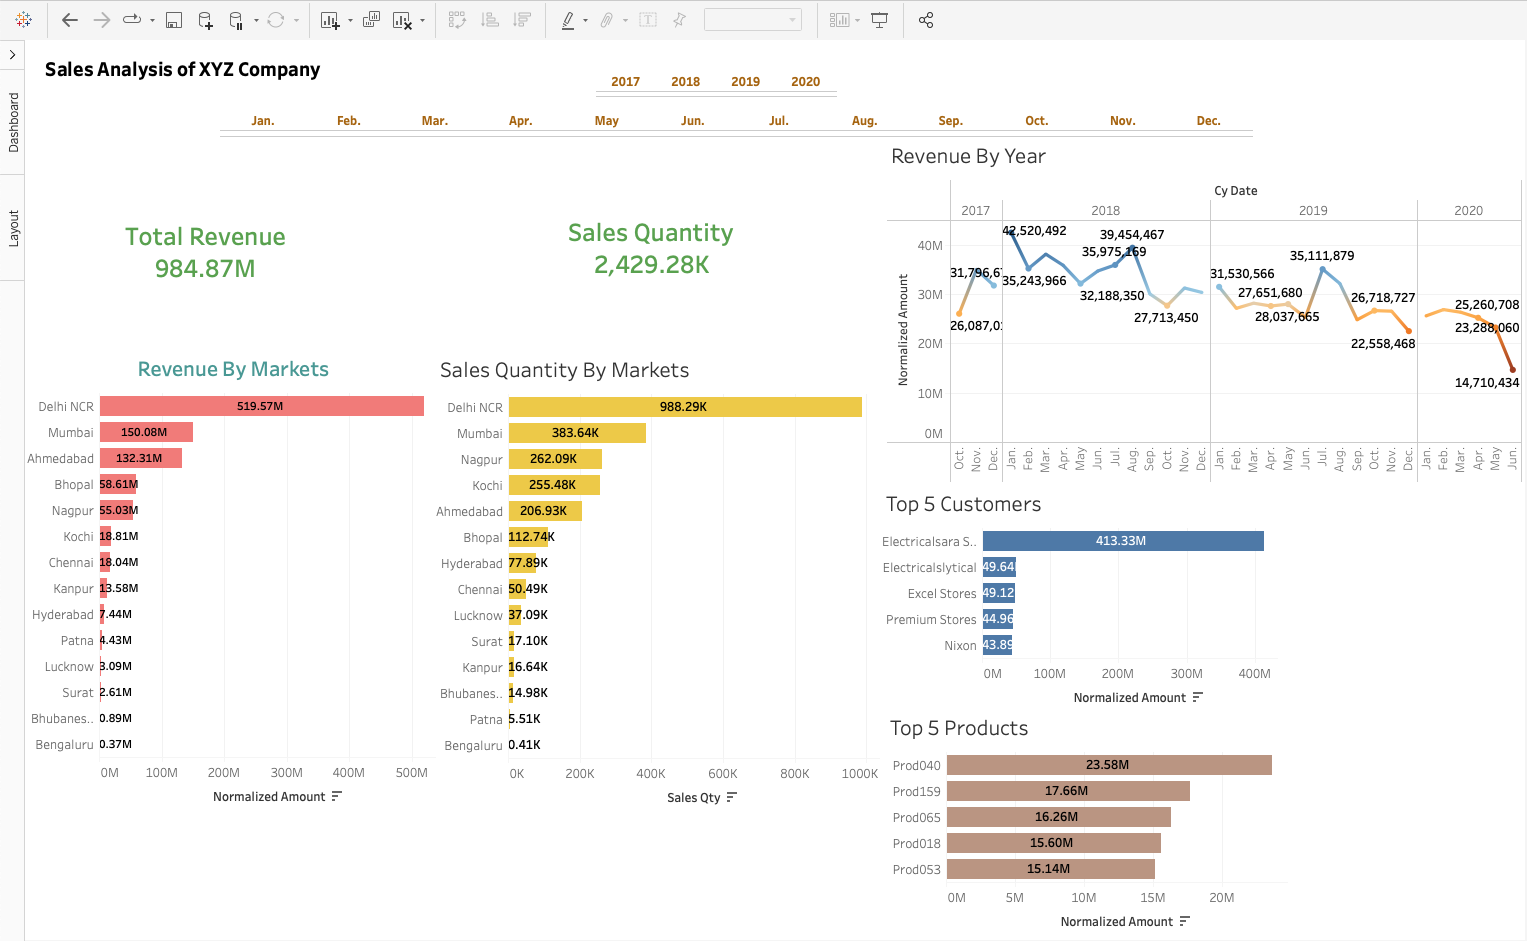 Dashboard
Layout
Sales Analysis of XYZ Company
2017 2018 2019 2020
Jan. Feb. Mar. Apr. May Jun. Jul. Aug. Sep. Oct. Nov. Dec.
Total Revenue
984.87M
Sales Quantity
2,429.28K
Revenue By Year
Cy Date
2017 2018 2019 2020
Normalized Amount
40M
30M
20M
10M
0M
26,087,01
31,796,67
42,520,492
35,243,966
32,188,350
35,975,169
39,454,467
27,713,450
31,530,566
27,651,680
28,037,665
35,111,879
26,718,727
22,558,468
25,260,708
23,288,060
14,710,434
Oct. Nov. Dec. Jan. Feb. Mar. Apr. May Jun. Jul. Aug. Sep. Oct. Nov. Dec. Jan. Feb. Mar. Apr. May Jun. Jul. Aug. Sep. Oct. Nov. Dec. Jan. Feb. Mar. Apr. May Jun.
Revenue By Markets
Delhi NCR 519.57M
Mumbai 150.08M
Ahmedabad 132.31M
Bhopal 58.61M
Nagpur 55.03M
Kochi 18.81M
Chennai 18.04M
Kanpur 13.58M
Hyderabad 7.44M
Patna 4.43M
Lucknow 3.09M
Surat 2.61M
Bhubanes.. 0.89M
Bengaluru 0.37M
0M 100M 200M 300M 400M 500M
Normalized Amount
Sales Quantity By Markets
Delhi NCR 988.29K
Mumbai 383.64K
Nagpur 262.09K
Kochi 255.48K
Ahmedabad 206.93K
Bhopal 112.74K
Hyderabad 77.89K
Chennai 50.49K
Lucknow 37.09K
Surat 17.10K
Kanpur 16.64K
Bhubanes.. 14.98K
Patna 5.51K
Bengaluru 0.41K
0K 200K 400K 600K 800K 1000K
Sales Qty
Top 5 Customers
Electricalsara S.. 413.33M
Electricalslytical 49.64
Excel Stores 49.12
Premium Stores 44.96
Nixon 43.89
0M 100M 200M 300M 400M
Normalized Amount
Top 5 Products
Prod040 23.58M
Prod159 17.66M
Prod065 16.26M
Prod018 15.60M
Prod053 15.14M
0M 5M 10M 15M 20M
Normalized Amount